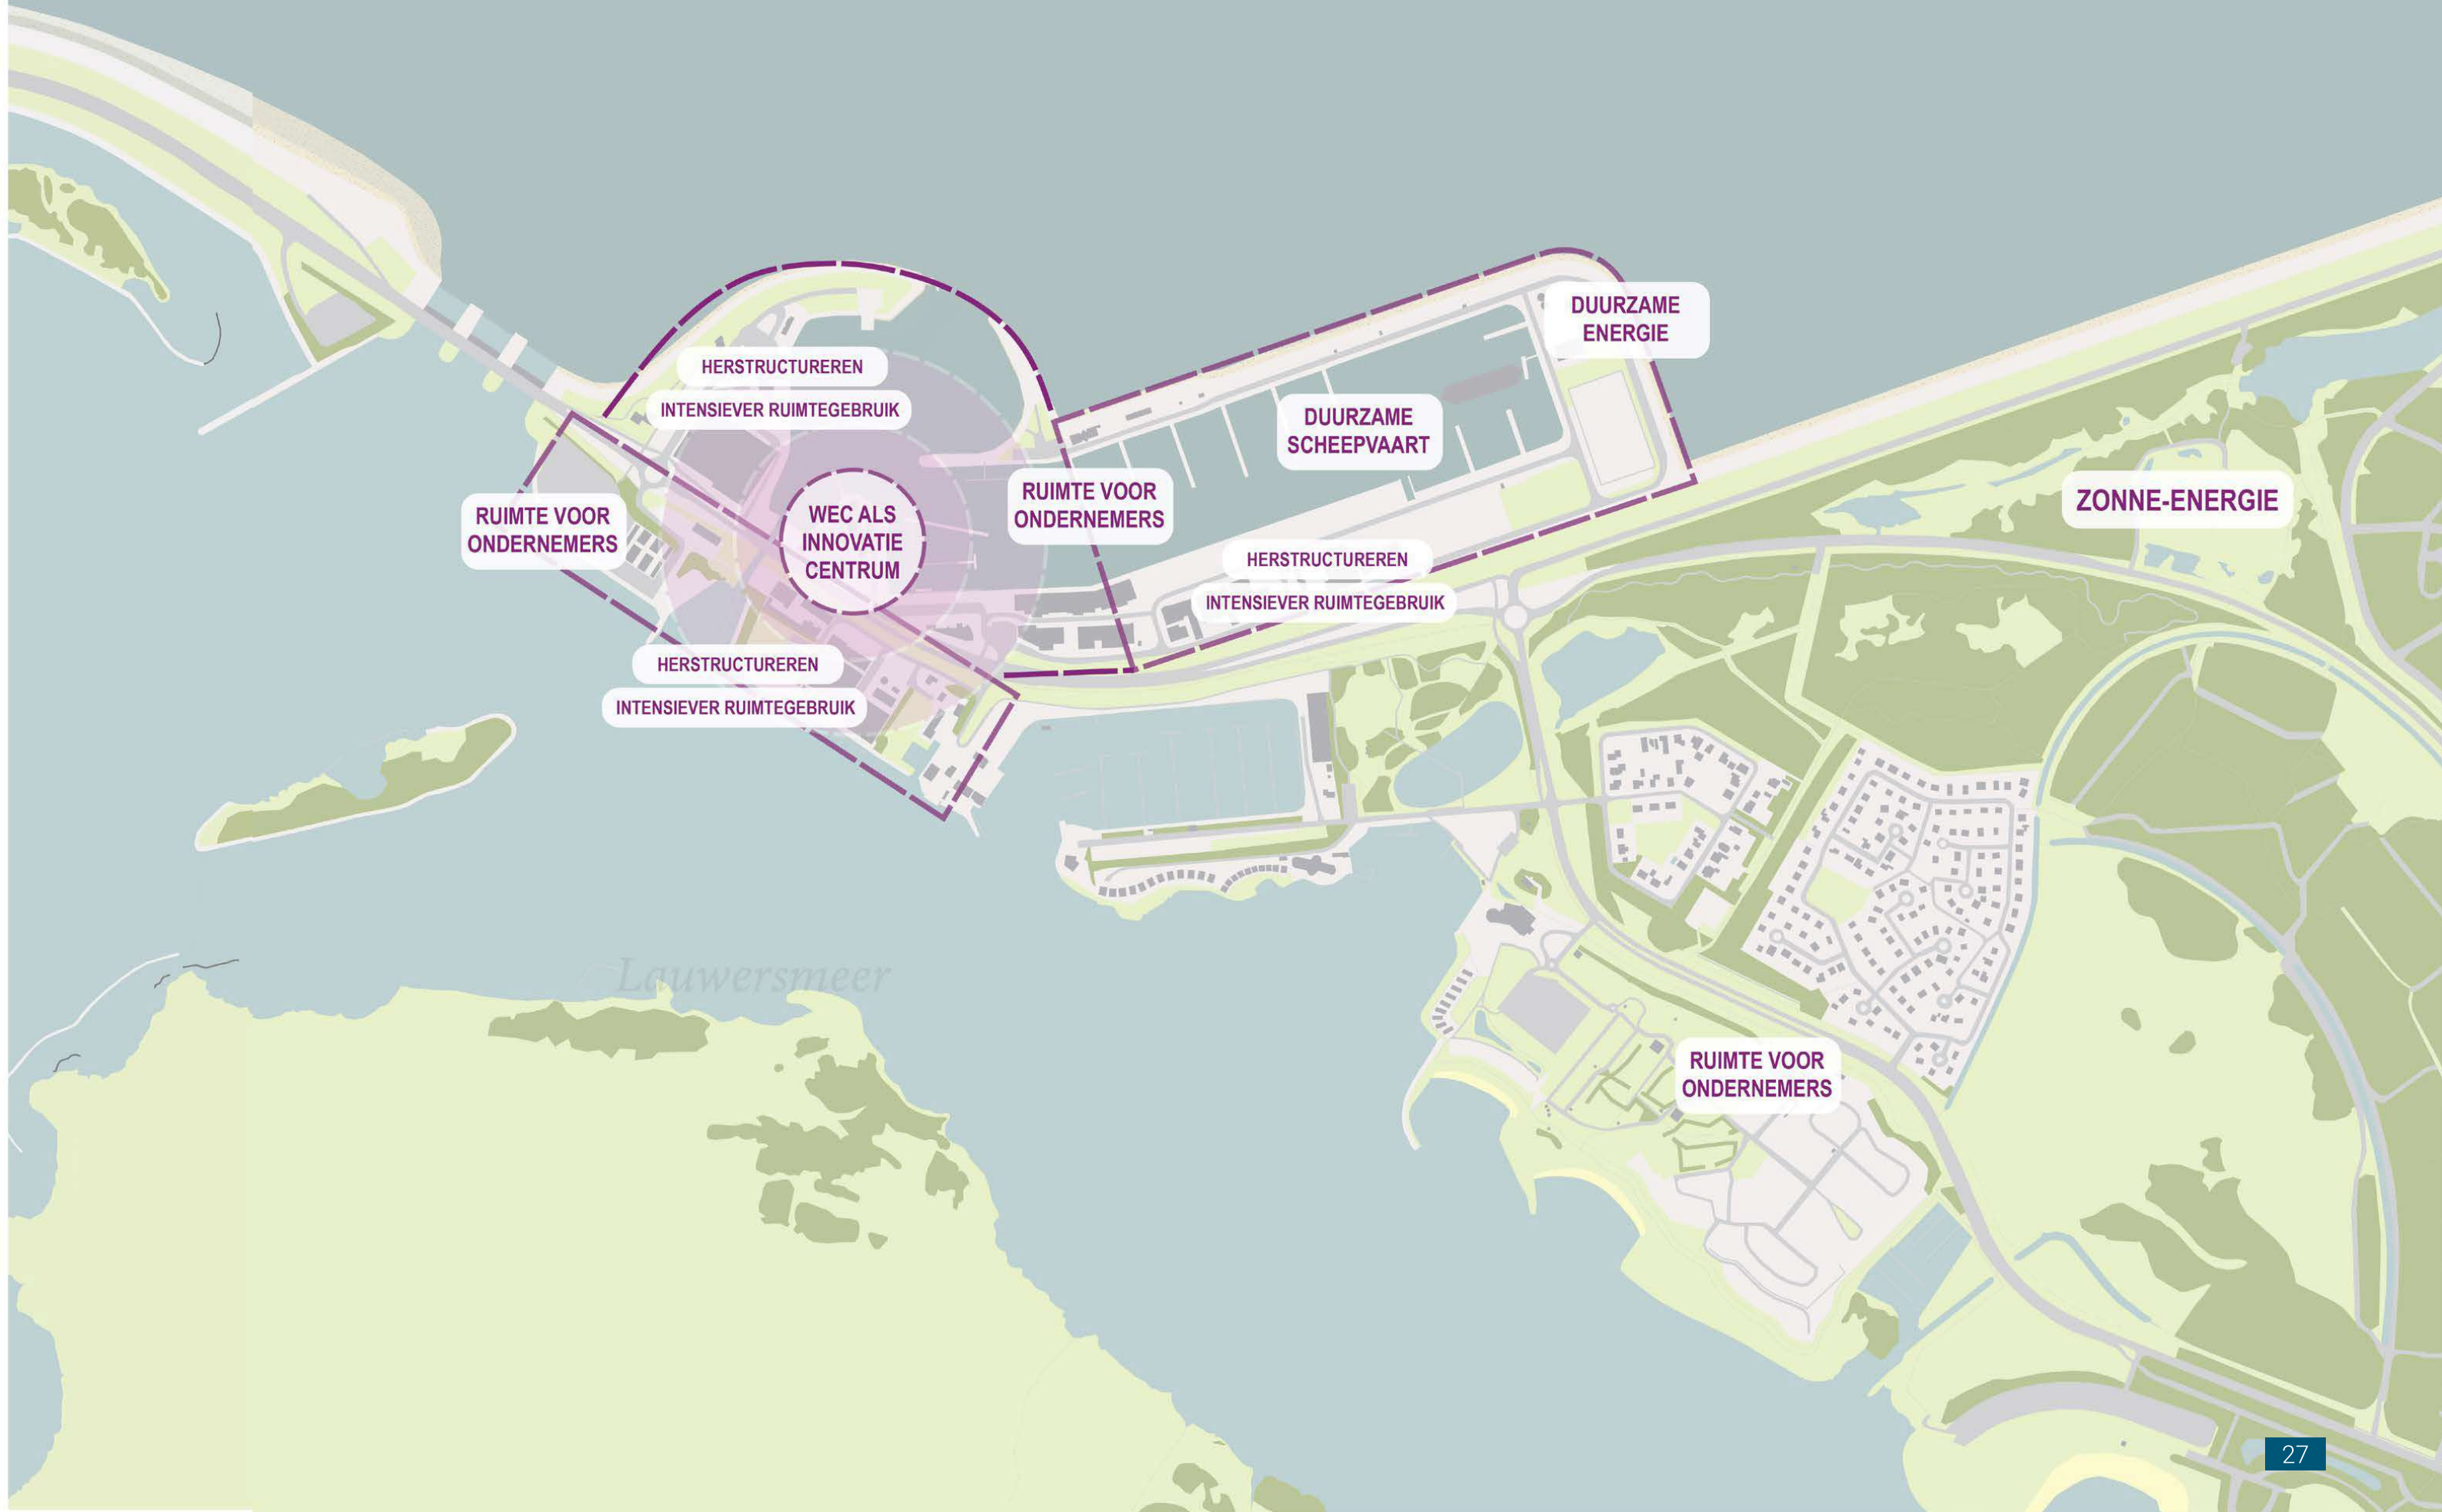 DUURZAME
ENERGIE
HERSTRUCTUREREN
INTENSIEVER RUIMTEGEBRUIK
DUURZAME
SCHEEPVAART
RUIMTE VOOR
ONDERNEMERS
ZONNE-ENERGIE
RUIMTE VOOR
ONDERNEMERS
WEC ALS
INNOVATIE
CENTRUM
HERSTRUCTUREREN
INTENSIEVER RUIMTEGEBRUIK
HERSTRUCTUREREN
INTENSIEVER RUIMTEGEBRUIK
Lauwersmeer
RUIMTE VOOR
ONDERNEMERS
27